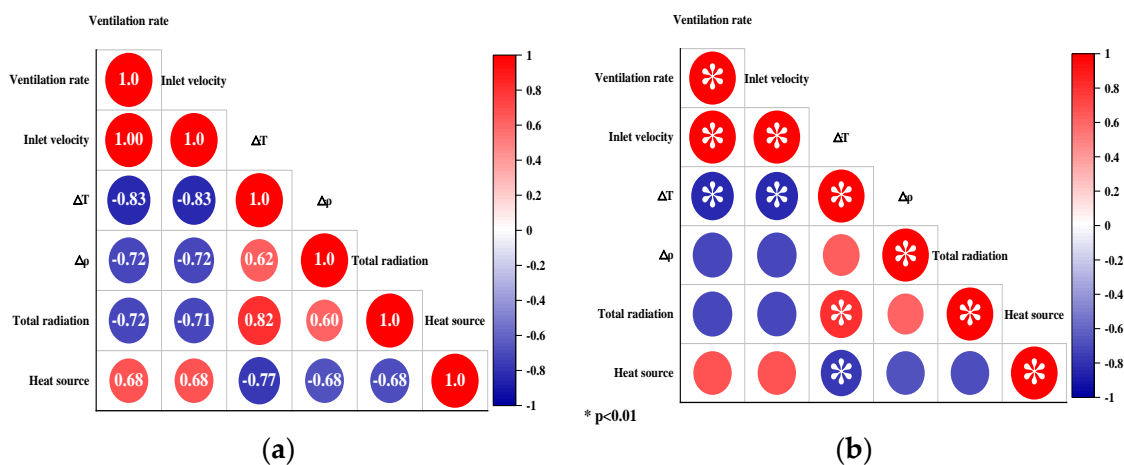 Ventilation rate
Ventilation rate 1.0 Inlet velocity
Inlet velocity 1.00 1.0 ΔT
ΔT -0.83 -0.83 1.0 Δρ
Δρ -0.72 -0.72 0.62 1.0 Total radiation
Total radiation -0.72 -0.71 0.82 0.60 1.0 Heat source
Heat source 0.68 0.68 -0.77 -0.68 -0.68 1.0
1
0.8
0.6
0.4
0.2
0
-0.2
-0.4
-0.6
-0.8
-1
(a)
Ventilation rate
Ventilation rate * Inlet velocity
Inlet velocity * * ΔT
ΔT * * * Δρ
Δρ * Total radiation
Total radiation * * Heat source
Heat source * *
1
0.8
0.6
0.4
0.2
0
-0.2
-0.4
-0.6
-0.8
-1
* p<0.01
(b)